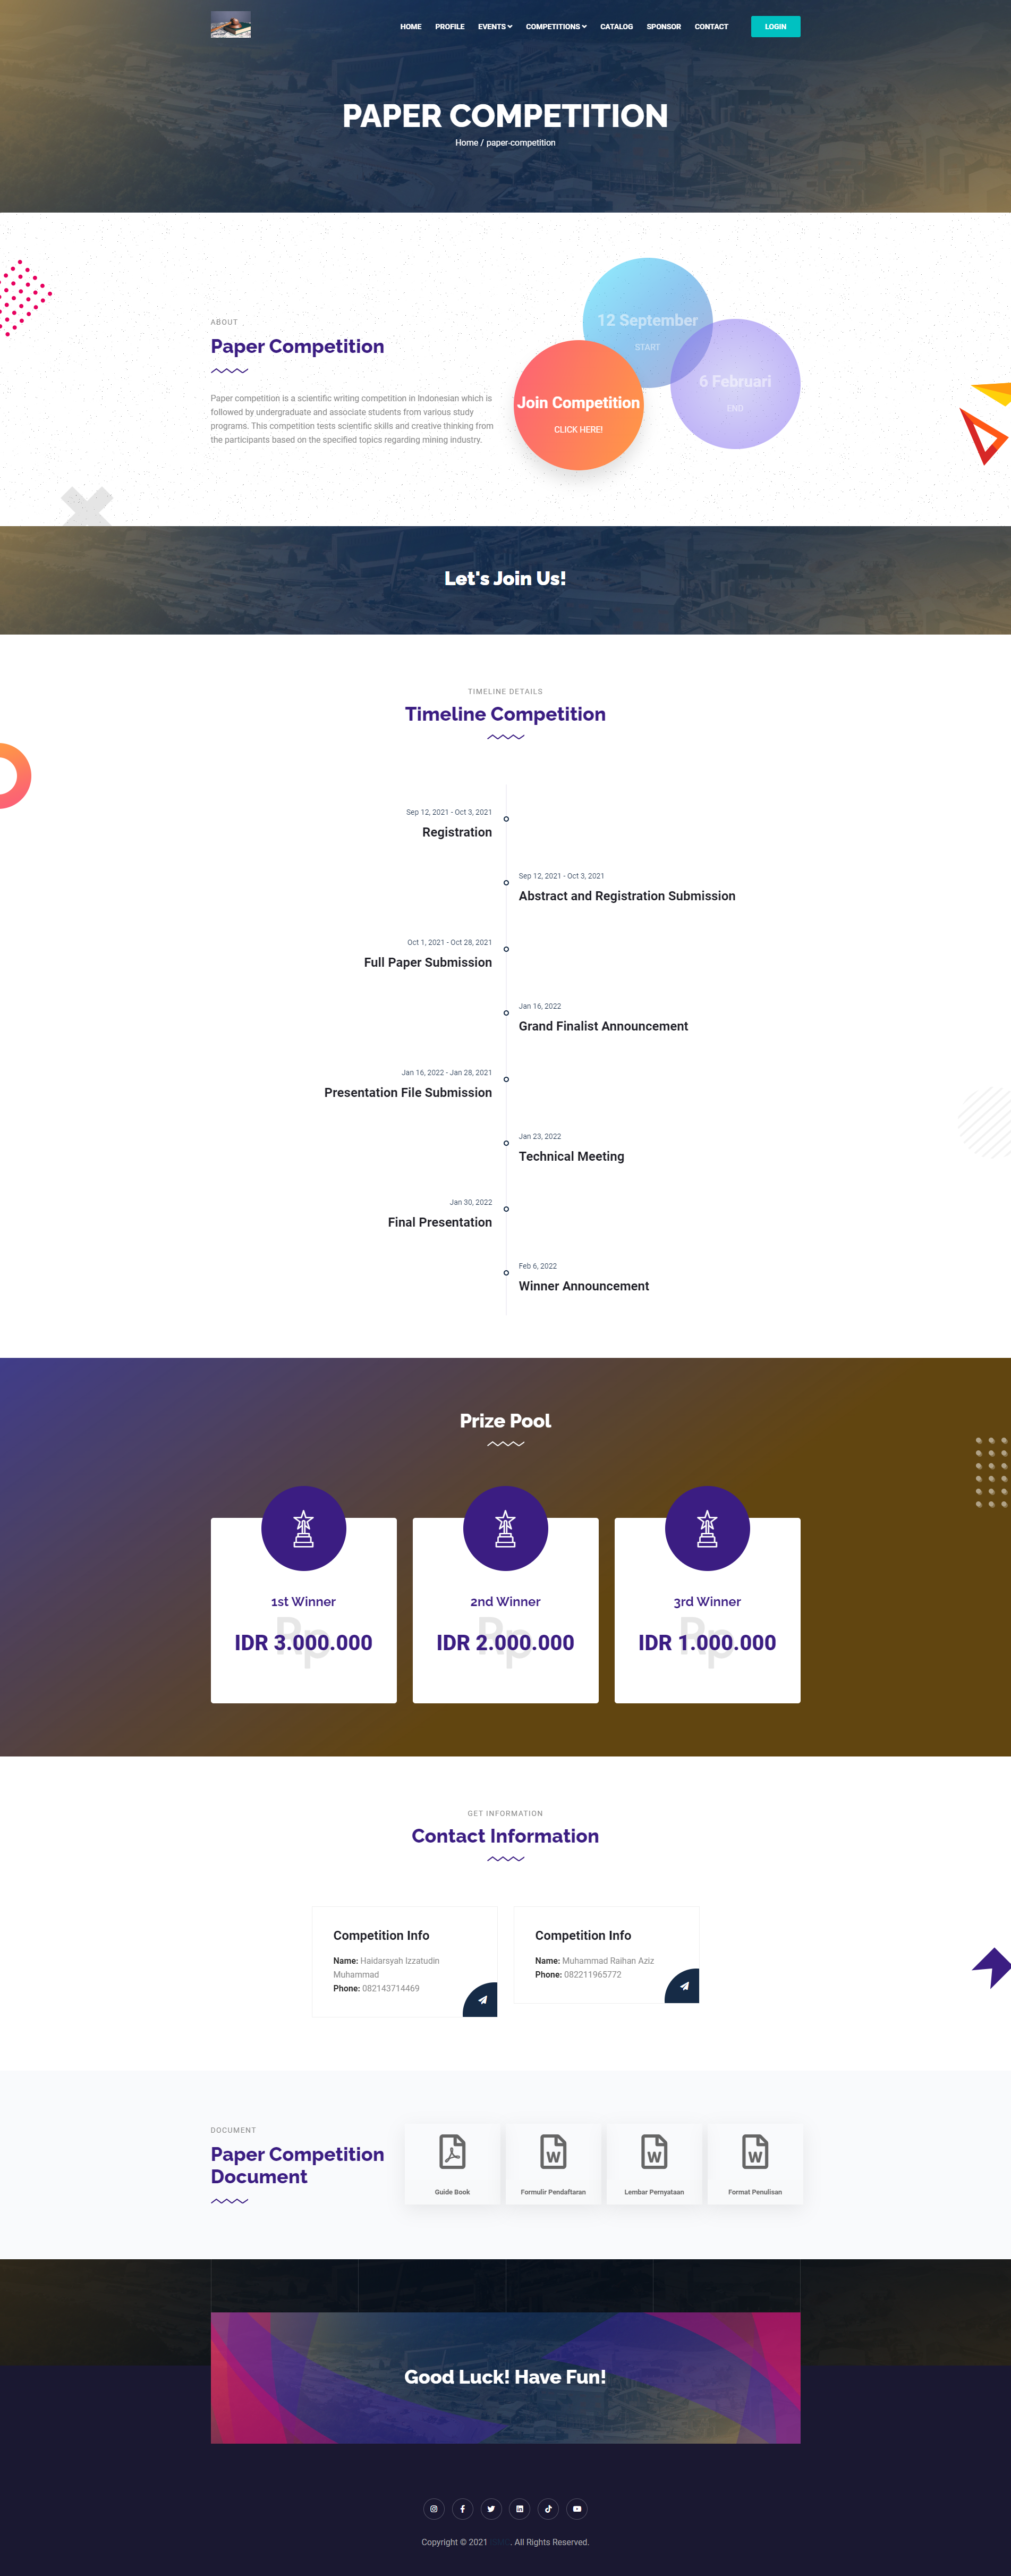 HOME PROFILE EVENTS COMPETITIONS CATALOG SPONSOR CONTACT LOGIN
PAPER COMPETITION
Home / paper-competition
12 September
START
6 Februari
END
Join Competition
CLICK HERE!
ABOUT
Paper Competition
Paper competition is a scientific writing competition in Indonesian which is
followed by undergraduate and associate students from various study
programs. This competition tests scientific skills and creative thinking from
the participants based on the specified topics regarding mining industry.
Let's Join Us!
TIMELINE DETAILS
Timeline Competition
Sep 12, 2021 - Oct 3, 2021
Registration
Sep 12, 2021 - Oct 3, 2021
Abstract and Registration Submission
Oct 1, 2021 - Oct 28, 2021
Full Paper Submission
Jan 16, 2022
Grand Finalist Announcement
Jan 16, 2022 - Jan 28, 2021
Presentation File Submission
Jan 23, 2022
Technical Meeting
Jan 30, 2022
Final Presentation
Feb 6, 2022
Winner Announcement
Prize Pool
1st Winner
Rp
IDR 3.000.000
2nd Winner
Rp
IDR 2.000.000
3rd Winner
Rp
IDR 1.000.000
GET INFORMATION
Contact Information
Competition Info
Name: Haidarsyah Izzatudin
Muhammad
Phone: 082143714469
Competition Info
Name: Muhammad Raihan Aziz
Phone: 082211965772
DOCUMENT
Paper Competition
Document
Guide Book
Formulir Pendaftaran
Lembar Pernyataan
Format Penulisan
Good Luck! Have Fun!
Copyright © 2021 . All Rights Reserved.